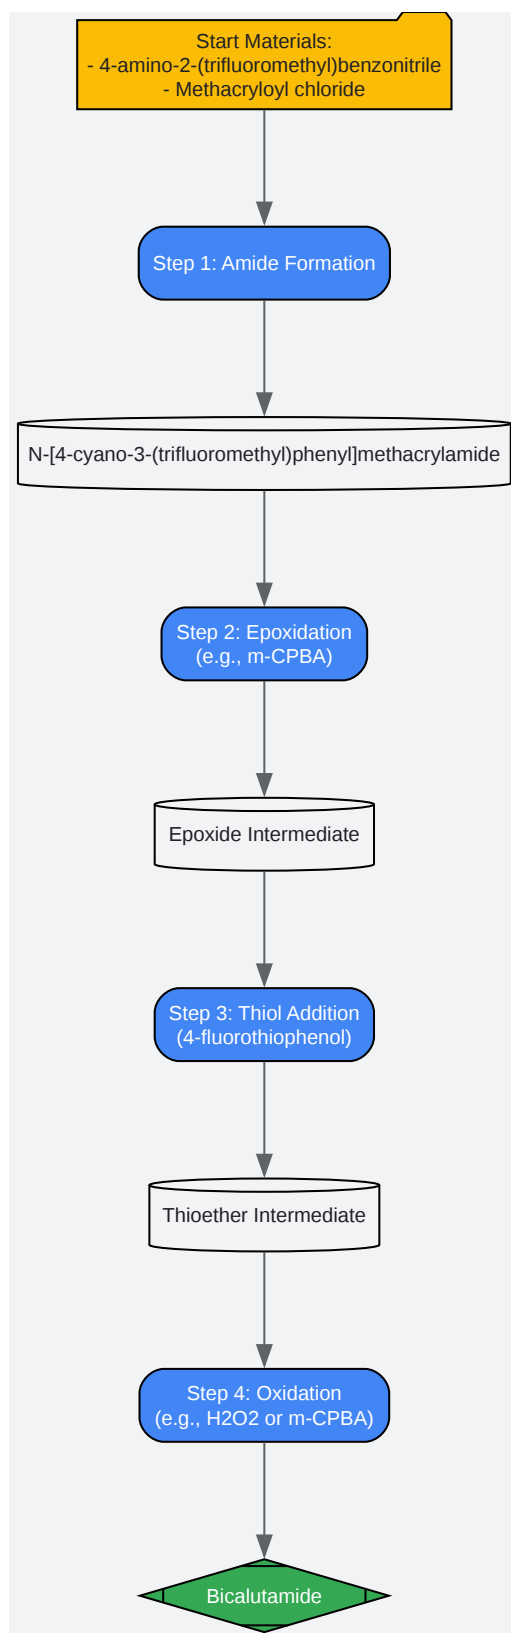 Start Materials:
- 4-amino-2-(trifluoromethyl)benzonitrile
- Methacryloyl chloride
Step 1: Amide Formation
N-[4-cyano-3-(trifluoromethyl)phenyl]methacrylamide
Step 2: Epoxidation
(e.g., m-CPBA)
Epoxide Intermediate
Step 3: Thiol Addition
(4-fluorothiophenol)
Thioether Intermediate
Step 4: Oxidation
(e.g., H2O2 or m-CPBA)
Bicalutamide